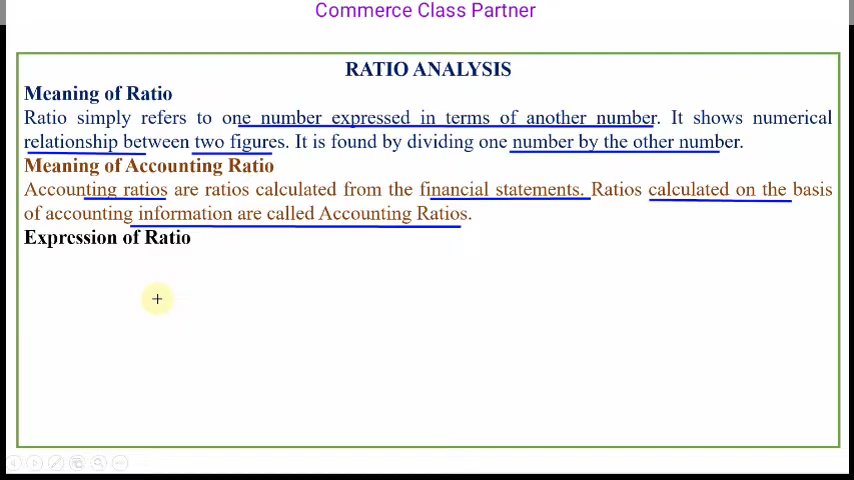 Commerce Class Partner
RATIO ANALYSIS
Meaning of Ratio
Ratio simply refers to one number expressed in terms of another number. It shows numerical
relationship between two figures. It is found by dividing one number by the other number.
Meaning of Accounting Ratio
Accounting ratios are ratios calculated from the financial statements. Ratios calculated on the basis
of accounting information are called Accounting Ratios.
Expression of Ratio